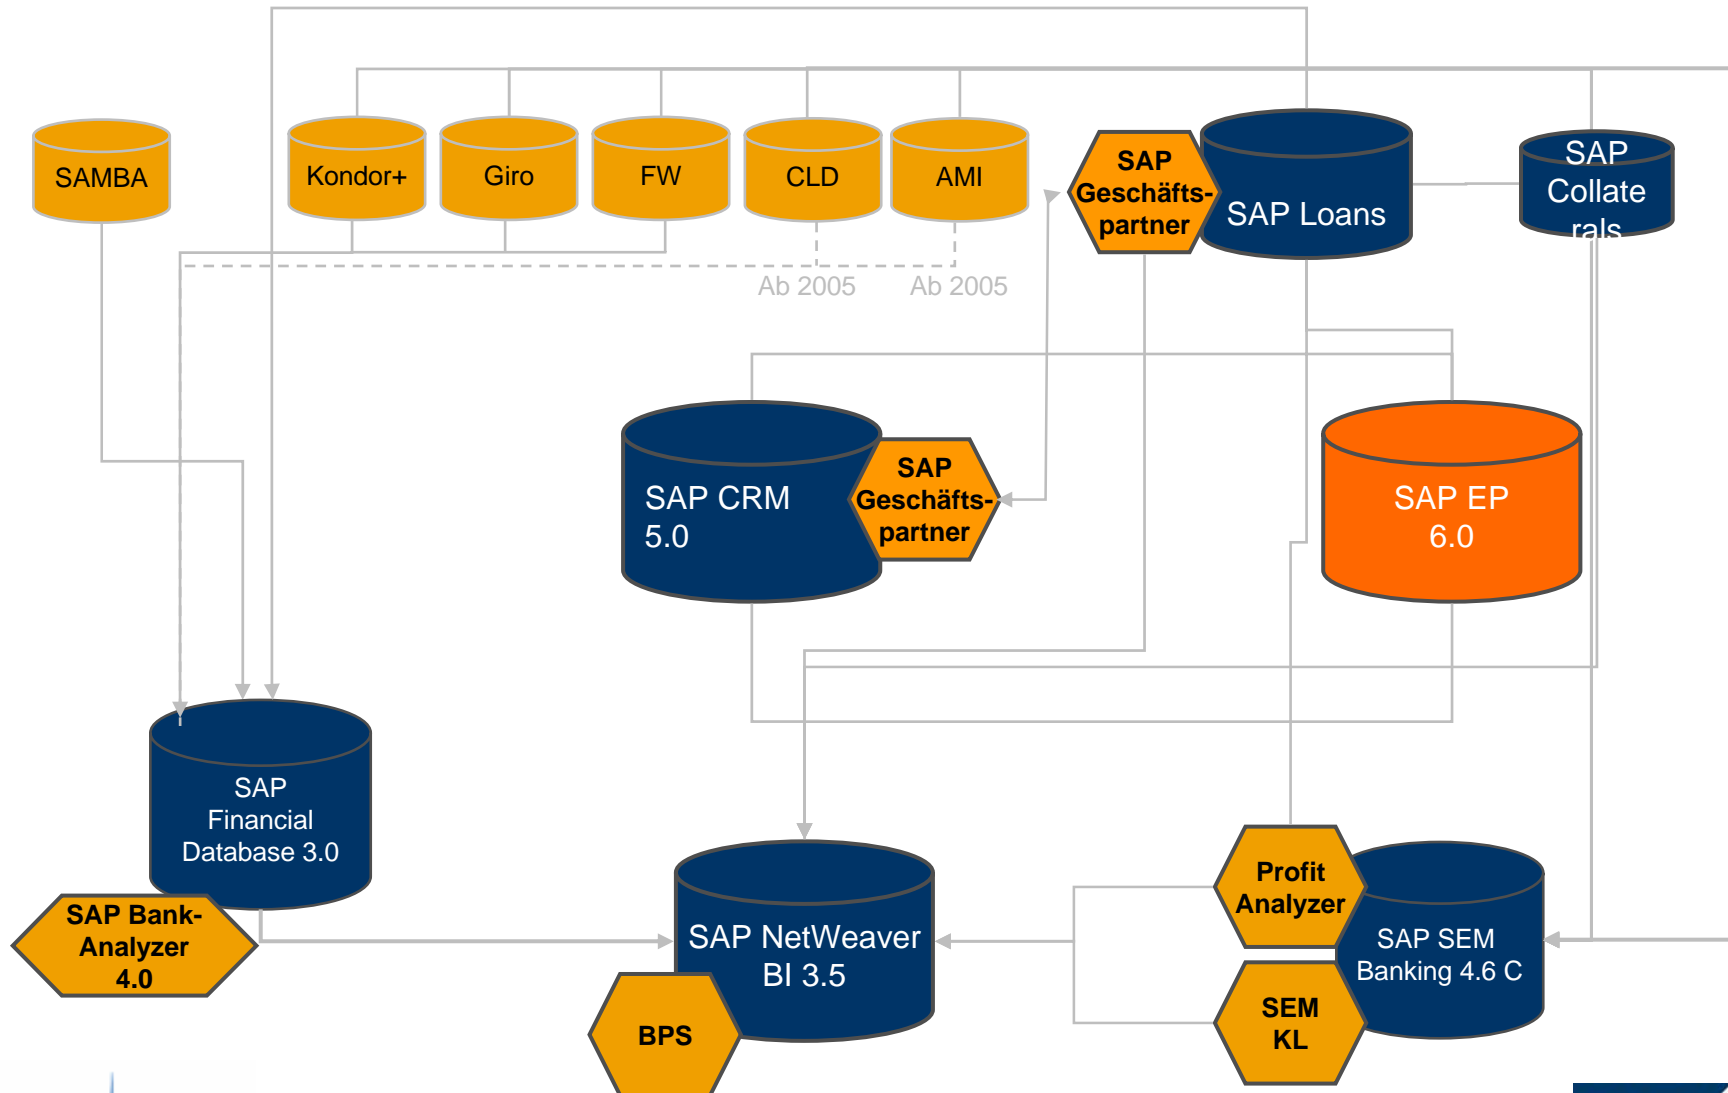 SAMBA
Kondor+
Giro
FW
CLD
AMI
Ab 2005
Ab 2005
SAP
Geschäfts-
partner
SAP Loans
SAP
Collate
rals
SAP CRM
5.0
SAP
Geschäfts-
partner
SAP EP
6.0
SAP
Financial
Database 3.0
SAP Bank-
Analyzer
4.0
SAP NetWeaver
BI 3.5
BPS
Profit
Analyzer
SEM
KL
SAP SEM
Banking 4.6 C